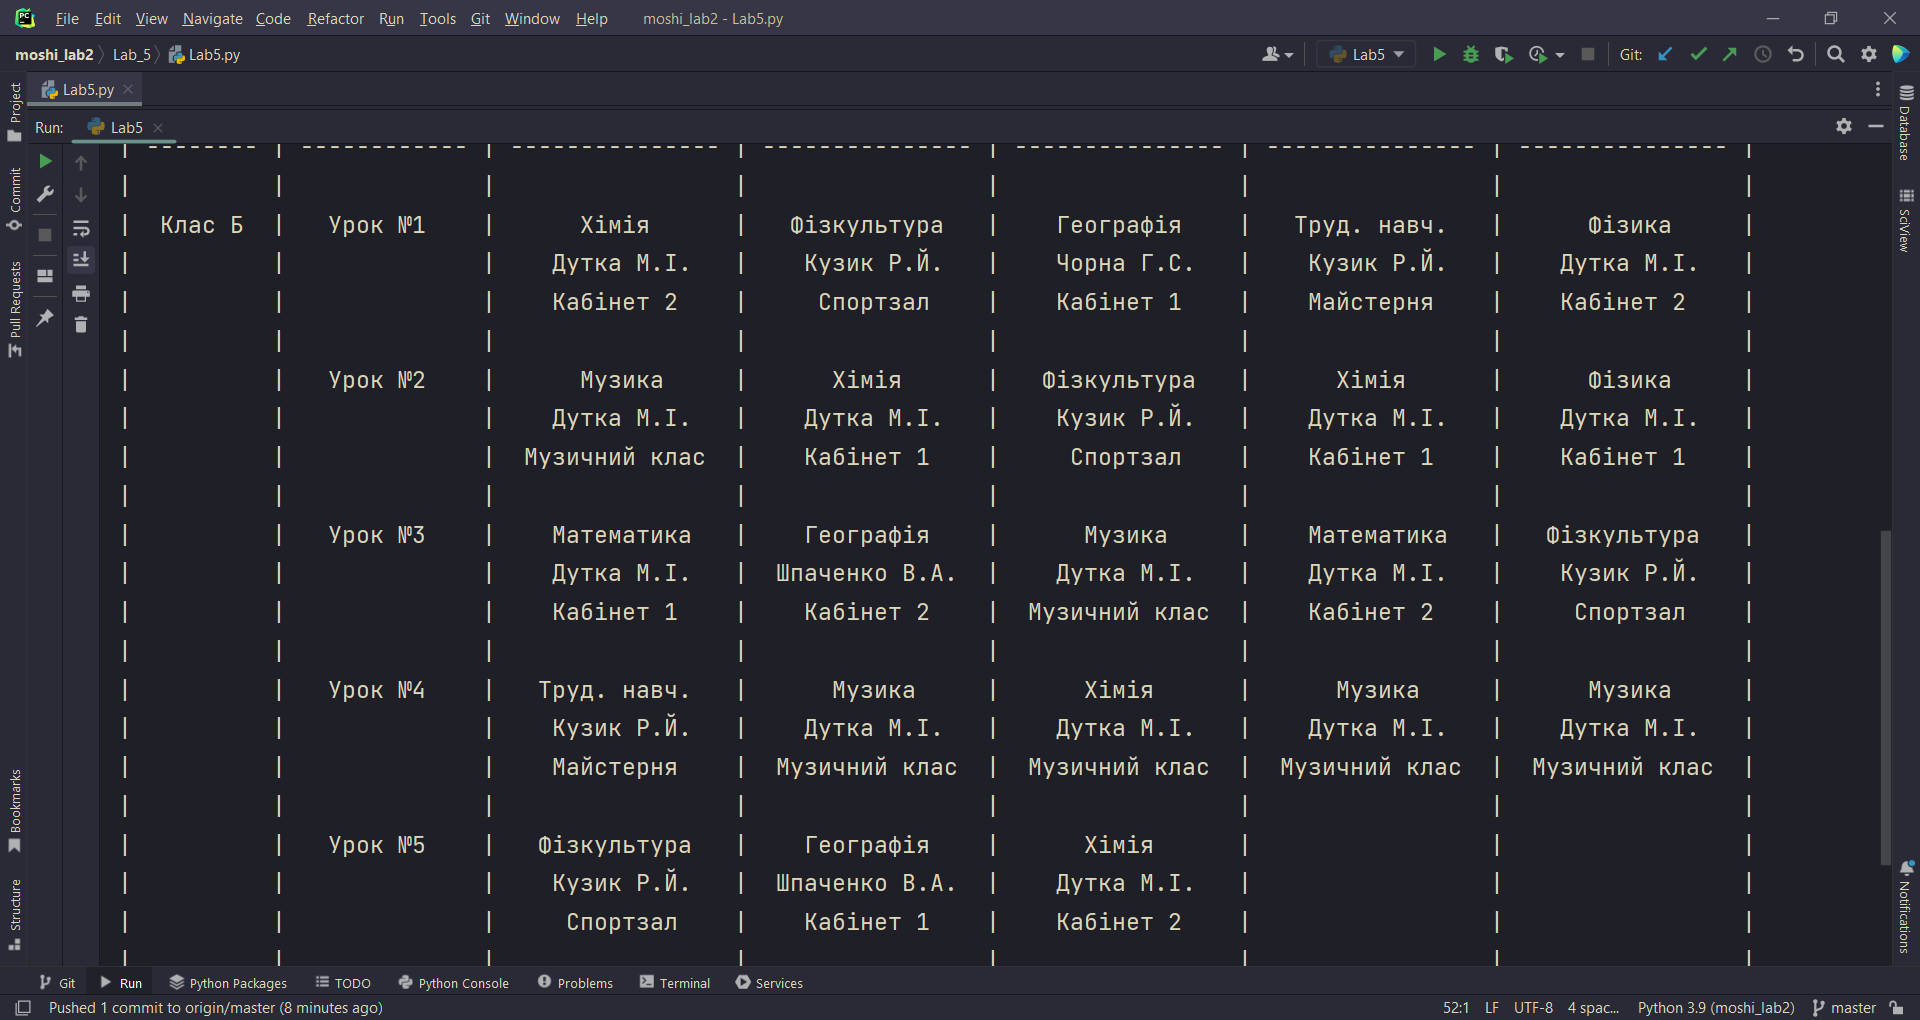 File Edit View Navigate Code Refactor Run Tools Git Window Help moshi_lab2 - Lab5.py
moshi_lab2 Lab_5 Lab5.py Lab5 Git:
Lab5.py
Run: Lab5
| -------- | ------------ | --------------- | --------------- | --------------- | --------------- | --------------- |
| | | | | | | |
| Клас Б | Урок №1 | Хімія | Фізкультура | Географія | Труд. навч. | Фізика |
| | | Дутка М.І. | Кузик Р.Й. | Чорна Г.С. | Кузик Р.Й. | Дутка М.І. |
| | | Кабінет 2 | Спортзал | Кабінет 1 | Майстерня | Кабінет 2 |
| | | | | | | |
| | Урок №2 | Музика | Хімія | Фізкультура | Хімія | Фізика |
| | | Дутка М.І. | Дутка М.І. | Кузик Р.Й. | Дутка М.І. | Дутка М.І. |
| | | Музичний клас | Кабінет 1 | Спортзал | Кабінет 1 | Кабінет 1 |
| | | | | | | |
| | Урок №3 | Математика | Географія | Музика | Математика | Фізкультура |
| | | Дутка М.І. | Шпаченко В.А. | Дутка М.І. | Дутка М.І. | Кузик Р.Й. |
| | | Кабінет 1 | Кабінет 2 | Музичний клас | Кабінет 2 | Спортзал |
| | | | | | | |
| | Урок №4 | Труд. навч. | Музика | Хімія | Музика | Музика |
| | | Кузик Р.Й. | Дутка М.І. | Дутка М.І. | Дутка М.І. | Дутка М.І. |
| | | Майстерня | Музичний клас | Музичний клас | Музичний клас | Музичний клас |
| | | | | | | |
| | Урок №5 | Фізкультура | Географія | Хімія | | |
| | | Кузик Р.Й. | Шпаченко В.А. | Дутка М.І. | | |
| | | Спортзал | Кабінет 1 | Кабінет 2 | | |
| | | | | | | |
Project
Commit
Pull Requests
Bookmarks
Structure
Database
SciView
Notifications
Git Run Python Packages TODO Python Console Problems Terminal Services
Pushed 1 commit to origin/master (8 minutes ago) 52:1 LF UTF-8 4 spac... Python 3.9 (moshi_lab2) master